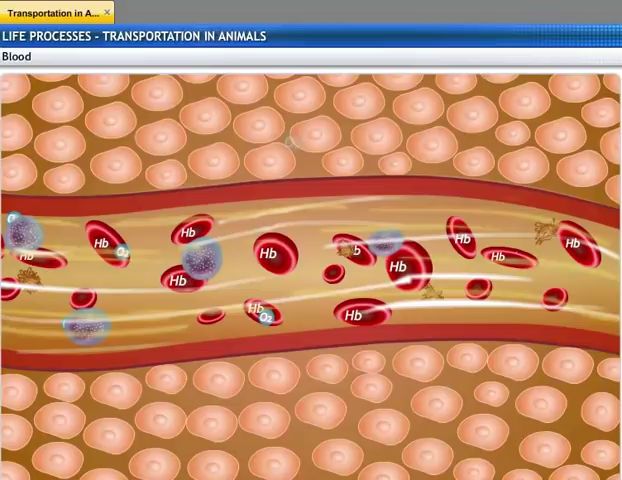 Transportation in A...
LIFE PROCESSES - TRANSPORTATION IN ANIMALS
Blood
Hb
Hb
Hb
Hb
O₂
b
Hb
Hb
Hb
Hb
Hb
Hb
O₂
Hb